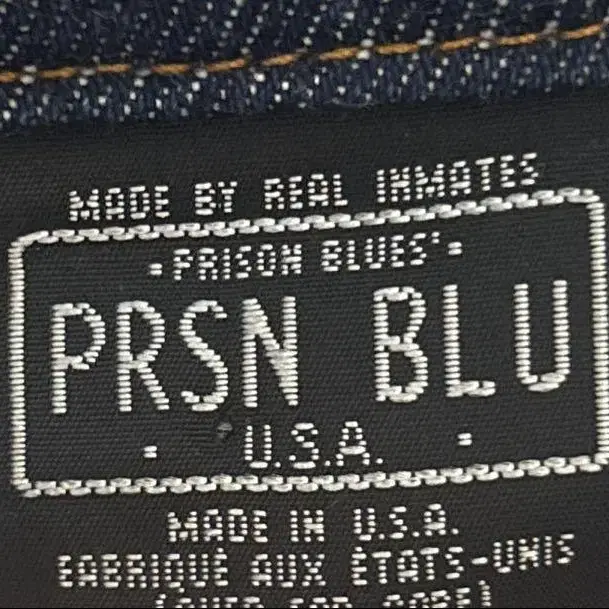 MADE BY REAL INMATES
·PRISON BLUES·
PRSN BLU
· U.S.A. ·
MADE IN U.S.A.
FABRIQUÉ AUX ÉTATS-UNIS